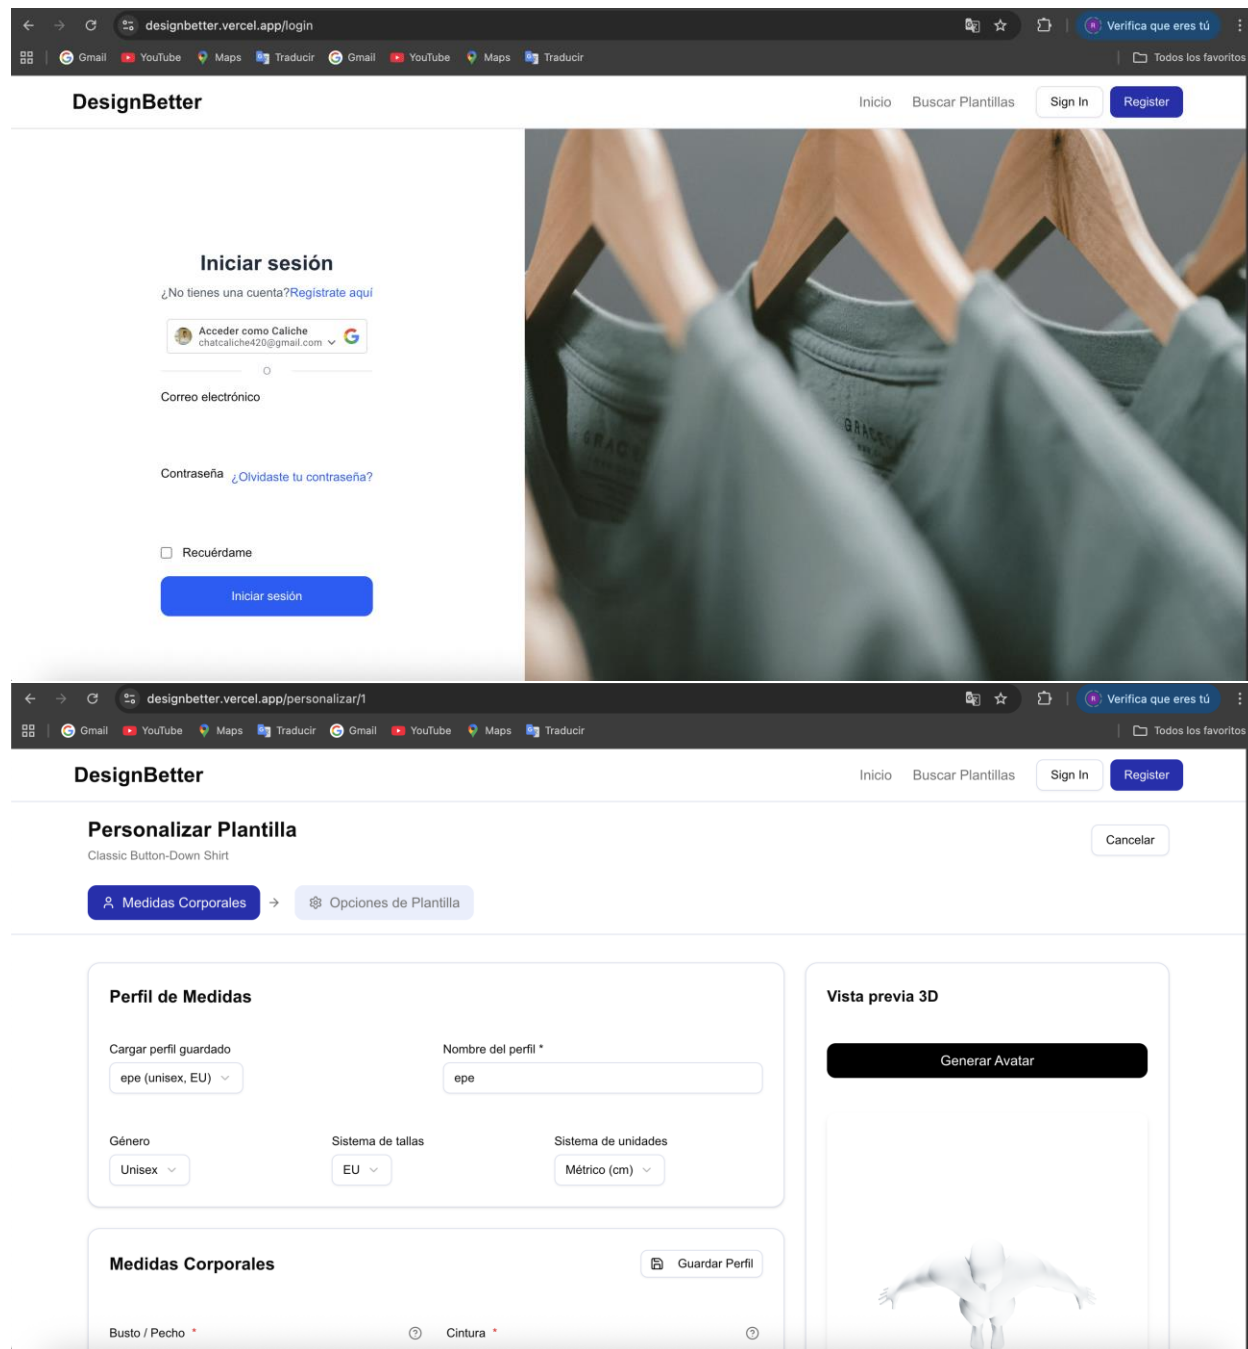 designbetter.vercel.app/login
Verifica que eres tú
Gmail YouTube Maps Traducir Gmail YouTube Maps Traducir Todos los favoritos
DesignBetter Inicio Buscar Plantillas Sign In Register
Iniciar sesión
¿No tienes una cuenta?Regístrate aquí
Acceder como Caliche
chatcaliche420@gmail.com
O
Correo electrónico
Contraseña ¿Olvidaste tu contraseña?
Recuérdame
Iniciar sesión
designbetter.vercel.app/personalizar/1
Verifica que eres tú
Gmail YouTube Maps Traducir Gmail YouTube Maps Traducir Todos los favoritos
DesignBetter Inicio Buscar Plantillas Sign In Register
Personalizar Plantilla
Cancelar
Classic Button-Down Shirt
Medidas Corporales → Opciones de Plantilla
Perfil de Medidas
Cargar perfil guardado Nombre del perfil *
epe (unisex, EU) epe
Género Sistema de tallas Sistema de unidades
Unisex EU Métrico (cm)
Medidas Corporales Guardar Perfil
Busto / Pecho * Cintura *
Vista previa 3D
Generar Avatar